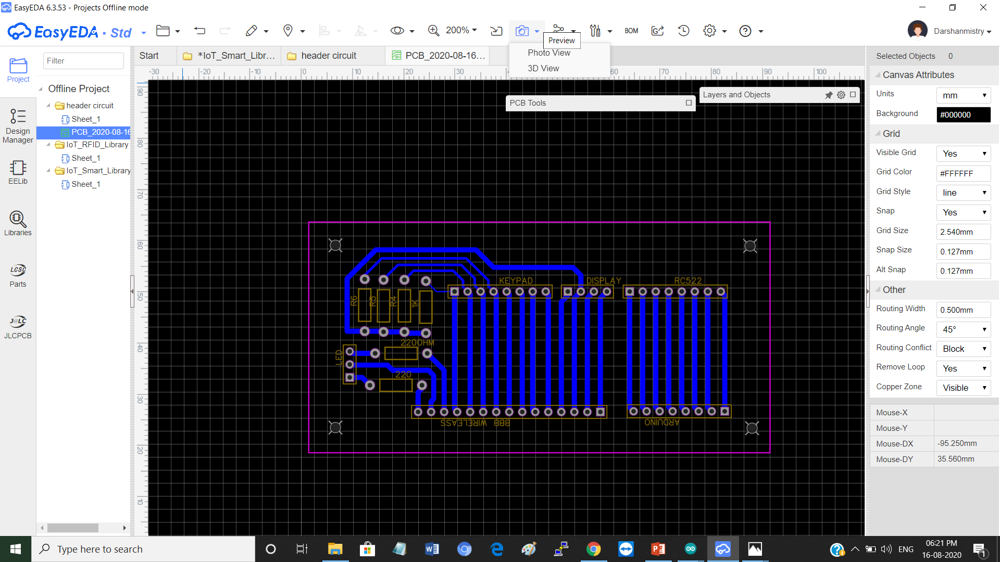 EasyEDA 6.3.53 - Projects Offline mode
EasyEDA · Std
200%
BOM
Darshanmistry
Preview
Photo View
3D View
Project
Design
Manager
EELib
Libraries
LCSC
Parts
J@LC
JLCPCB
Filter
Offline Project
header circuit
Sheet_1
PCB_2020-08-16
IoT_RFID_Library
Sheet_1
IoT_Smart_Library
Sheet_1
Start
*IoT_Smart_Libr...
header circuit
PCB_2020-08-16...
-30 -20 -10 0 10 20 30 60 70 80 90 100
90
80
70
60
50
40
30
20
10
PCB Tools
Layers and Objects
KEYPAD
DISPLAY
RC522
R6
R5
R4
1K
220OHM
LED
220
WIRELEASS BBB
ARDUINO
Selected Objects 0
Canvas Attributes
Units mm
Background #000000
Grid
Visible Grid Yes
Grid Color #FFFFFF
Grid Style line
Snap Yes
Grid Size 2.540mm
Snap Size 0.127mm
Alt Snap 0.127mm
Other
Routing Width 0.500mm
Routing Angle 45°
Routing Conflict Block
Remove Loop Yes
Copper Zone Visible
Mouse-X
Mouse-Y
Mouse-DX -95.250mm
Mouse-DY 35.560mm
Type here to search
ENG
06:21 PM
16-08-2020
1